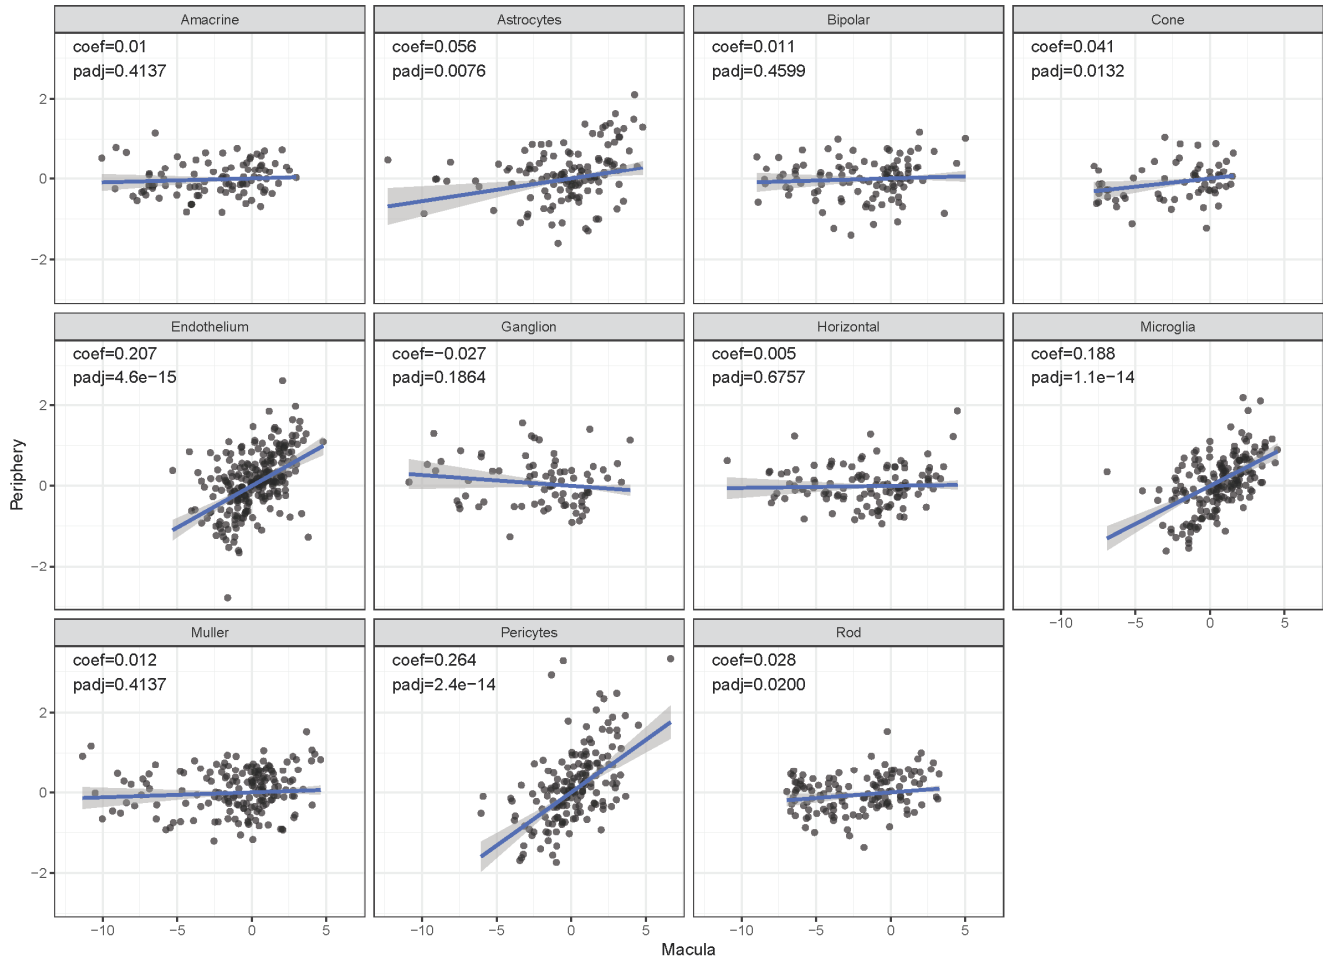 Amacrine
Astrocytes
Bipolar
Cone
coef=0.01
padj=0.4137
coef=0.056
padj=0.0076
coef=0.011
padj=0.4599
coef=0.041
padj=0.0132
2
0
−2
Endothelium
Ganglion
Horizontal
Microglia
coef=0.207
padj=4.6e−15
coef=−0.027
padj=0.1864
coef=0.005
padj=0.6757
coef=0.188
padj=1.1e−14
2
0
−2
Periphery
−10 −5 0 5
Muller
Pericytes
Rod
coef=0.012
padj=0.4137
coef=0.264
padj=2.4e−14
coef=0.028
padj=0.0200
2
0
−2
−10 −5 0 5
−10 −5 0 5
−10 −5 0 5
Macula